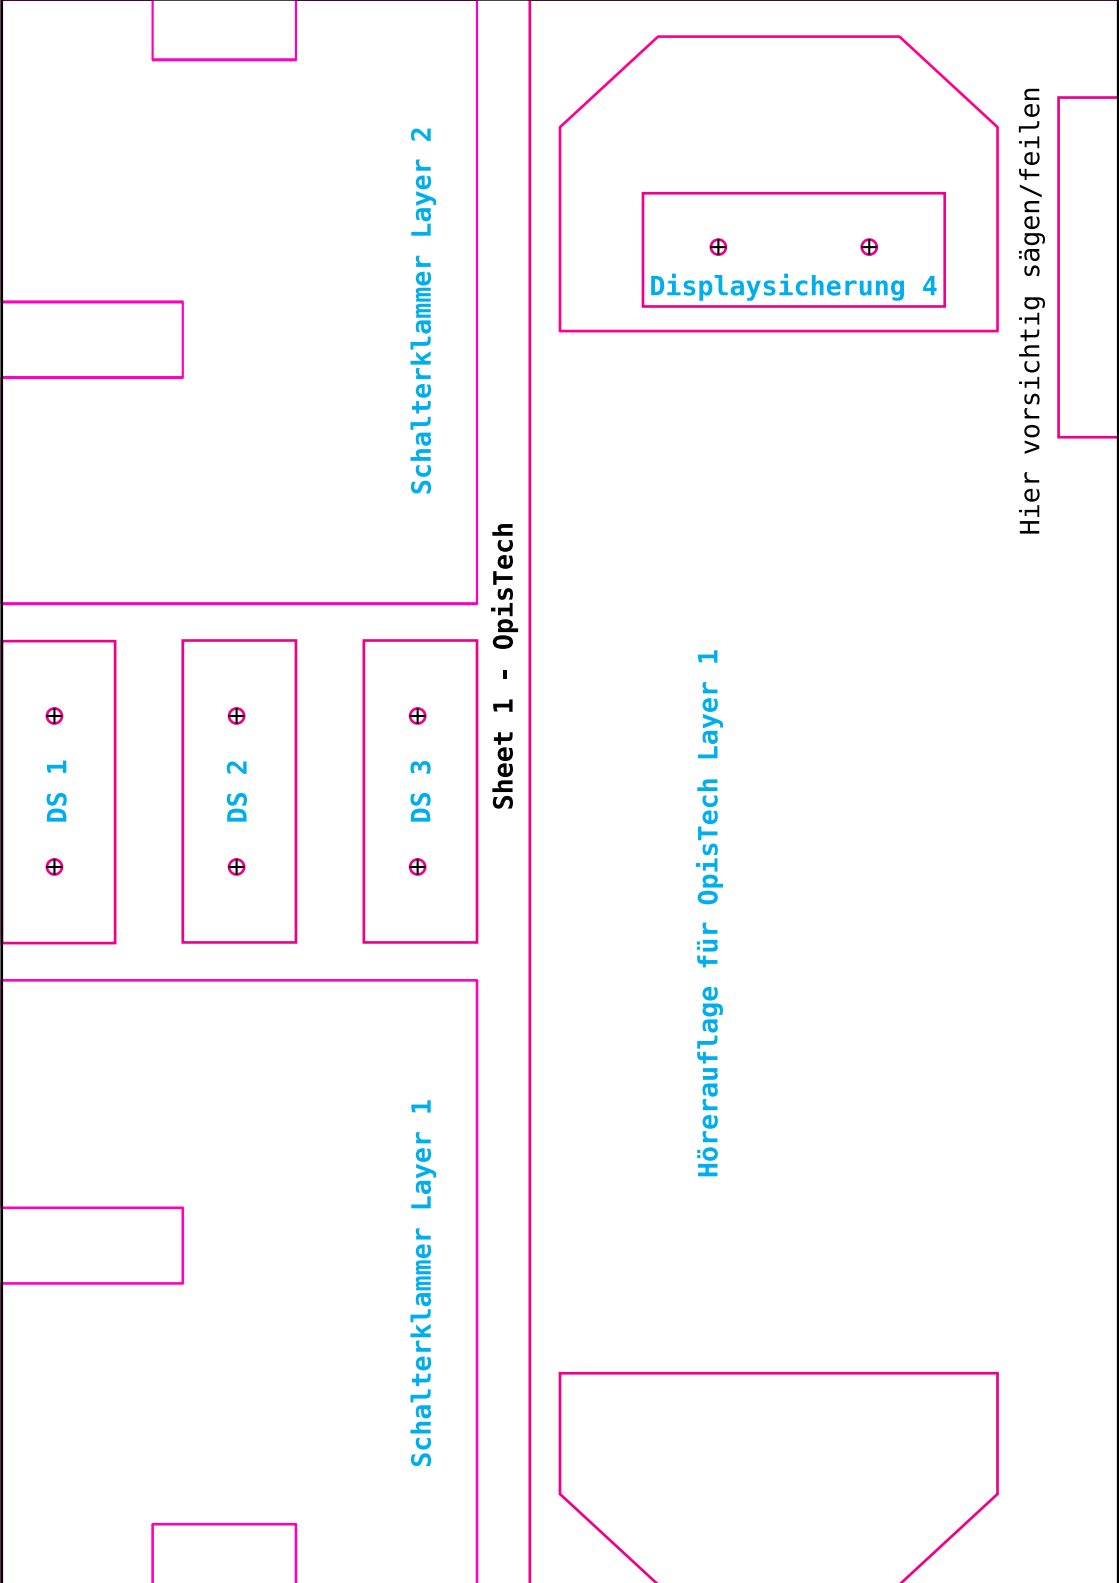 Schalterklammer Layer 2
Displaysicherung 4
Hier vorsichtig sägen/feilen
Sheet 1 - OpisTech
DS 1
DS 2
DS 3
Hörerauflage für OpisTech Layer 1
Schalterklammer Layer 1